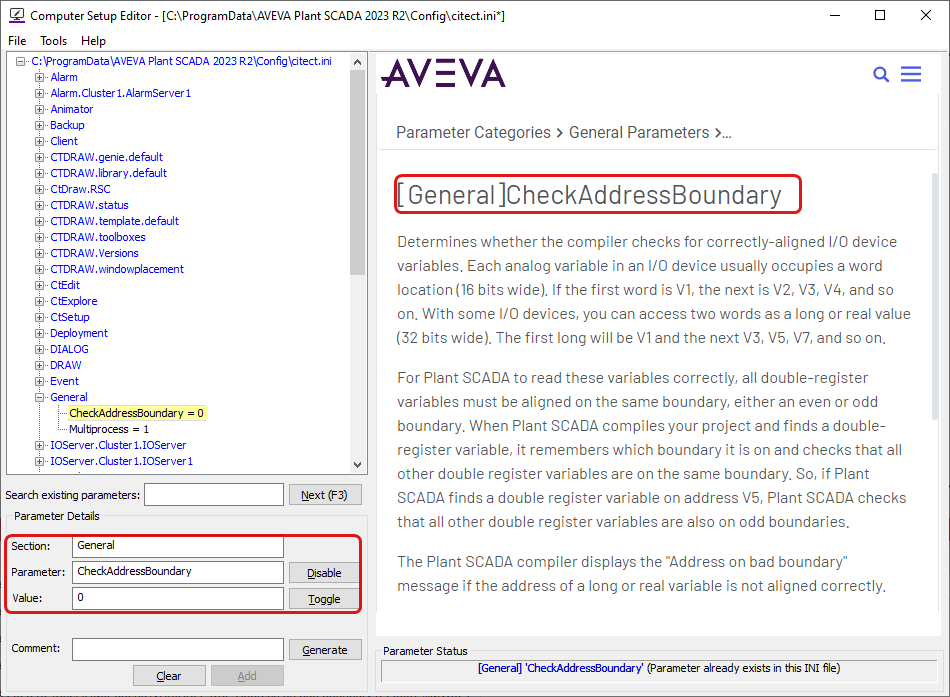 Computer Setup Editor - [C:\ProgramData\AVEVA Plant SCADA 2023 R2\Config\citect.ini*]
File Tools Help
C:\ProgramData\AVEVA Plant SCADA 2023 R2\Config\citect.ini
Alarm
Alarm.Cluster1.AlarmServer1
Animator
Backup
Client
CTDRAW.genie.default
CTDRAW.library.default
CtDraw.RSC
CTDRAW.status
CTDRAW.template.default
CTDRAW.toolboxes
CTDRAW.Versions
CTDRAW.windowplacement
CtEdit
CtExplore
CtSetup
Deployment
DIALOG
DRAW
Event
General
CheckAddressBoundary = 0
Multiprocess = 1
IOServer.Cluster1.IOServer
IOServer.Cluster1.IOServer1
Search existing parameters:
Next (F3)
Parameter Details
Section: General
Parameter: CheckAddressBoundary Disable
Value: 0 Toggle
Comment: Generate
Clear Add
AVEVA
Parameter Categories > General Parameters >...
[General]CheckAddressBoundary
Determines whether the compiler checks for correctly-aligned I/O device
variables. Each analog variable in an I/O device usually occupies a word
location (16 bits wide). If the first word is V1, the next is V2, V3, V4, and so
on. With some I/O devices, you can access two words as a long or real value
(32 bits wide). The first long will be V1 and the next V3, V5, V7, and so on.
For Plant SCADA to read these variables correctly, all double-register
variables must be aligned on the same boundary, either an even or odd
boundary. When Plant SCADA compiles your project and finds a double-
register variable, it remembers which boundary it is on and checks that all
other double register variables are on the same boundary. So, if Plant
SCADA finds a double register variable on address V5, Plant SCADA checks
that all other double register variables are also on odd boundaries.
The Plant SCADA compiler displays the "Address on bad boundary"
message if the address of a long or real variable is not aligned correctly.
Parameter Status
[General] 'CheckAddressBoundary' (Parameter already exists in this INI file)